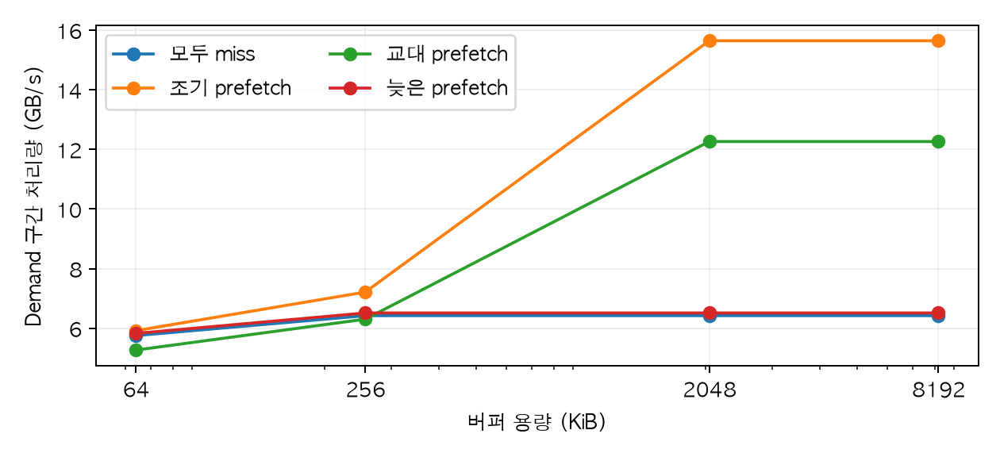 16
14
12
10
8
6
Demand 구간 처리량 (GB/s)
모두 miss
조기 prefetch
교대 prefetch
늦은 prefetch
64
256
2048
8192
버퍼 용량 (KiB)